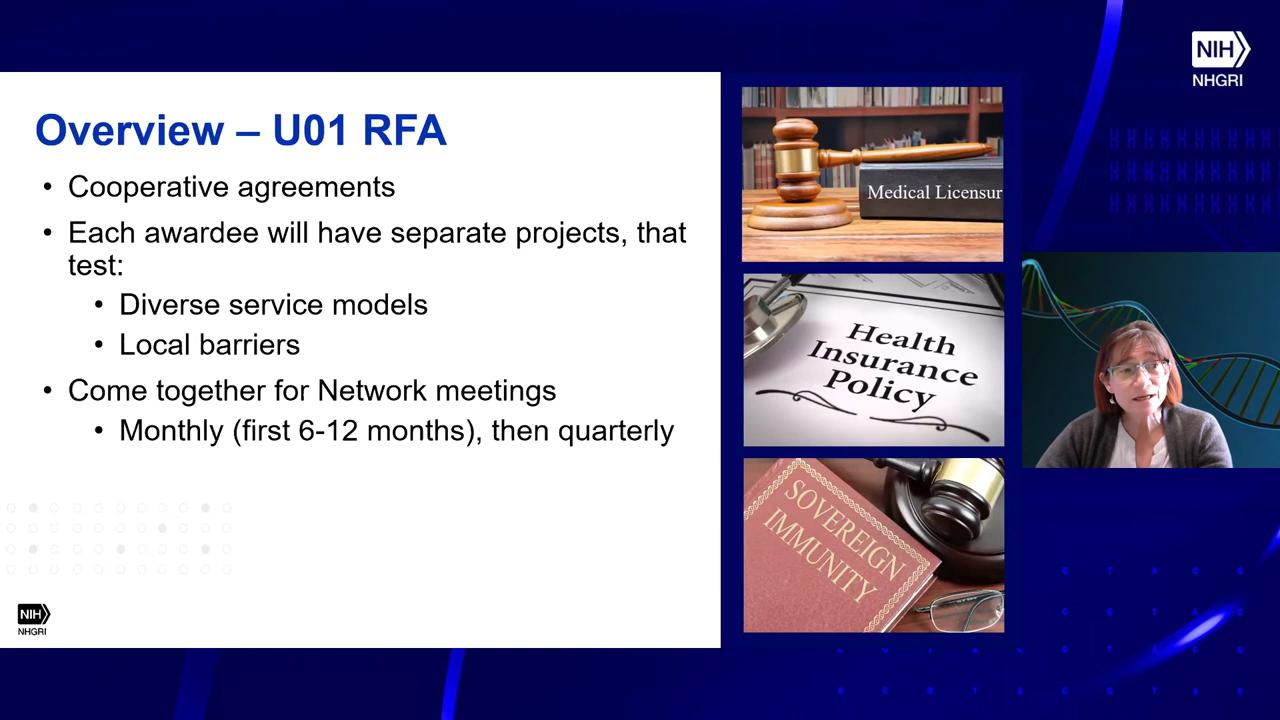 NIH
NHGRI
Overview – U01 RFA
• Cooperative agreements
• Each awardee will have separate projects, that
test:
• Diverse service models
• Local barriers
• Come together for Network meetings
• Monthly (first 6-12 months), then quarterly
NIH
NHGRI
Medical Licensur
Health
Insurance
Policy
SOVEREIGN
IMMUNITY